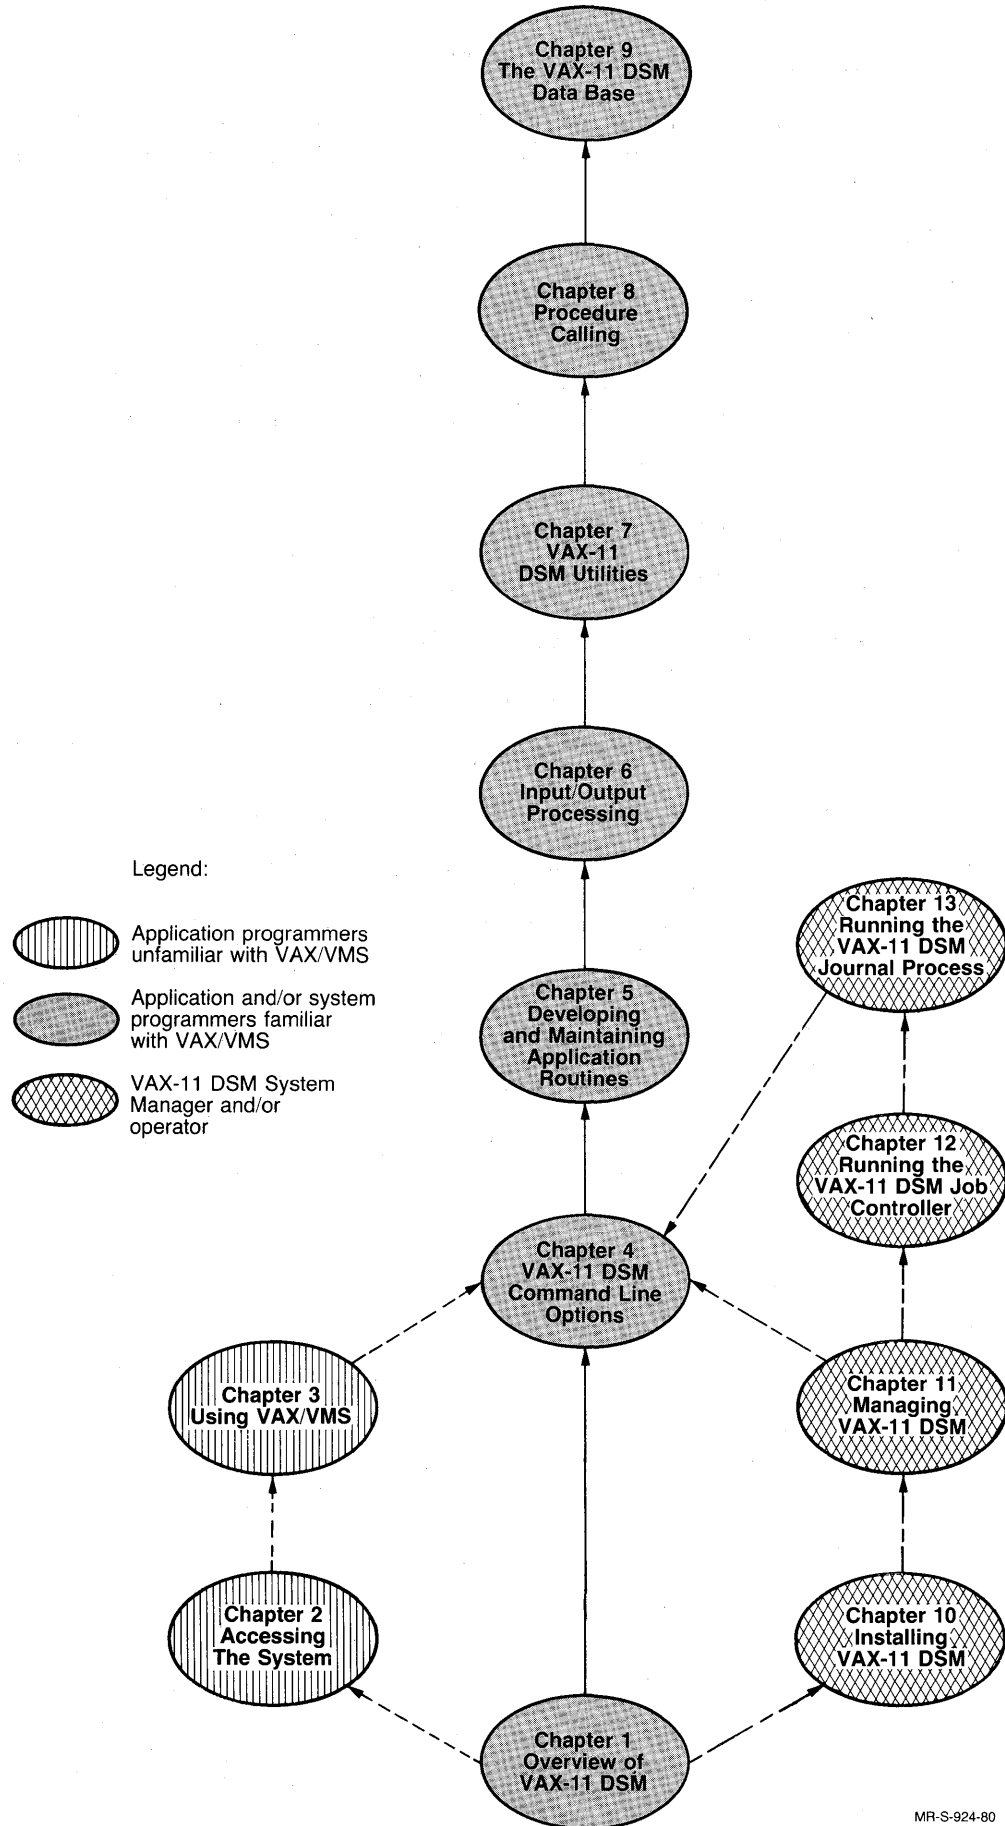 Chapter 9
The VAX-11 DSM
Data Base
Chapter 8
Procedure
Calling
Chapter 7
VAX-11
DSM Utilities
Chapter 6
Input/Output
Processing
Legend:
Application programmers
unfamiliar with VAX/VMS
Application and/or system
programmers familiar
with VAX/VMS
VAX-11 DSM System
Manager and/or
operator
Chapter 5
Developing
and Maintaining
Application
Routines
Chapter 13
Running the
VAX-11 DSM
Journal Process
Chapter 12
Running the
VAX-11 DSM Job
Controller
Chapter 4
VAX-11 DSM
Command Line
Options
Chapter 3
Using VAX/VMS
Chapter 11
Managing
VAX-11 DSM
Chapter 2
Accessing
The System
Chapter 10
Installing
VAX-11 DSM
Chapter 1
Overview of
VAX-11 DSM
MR-S-924-80